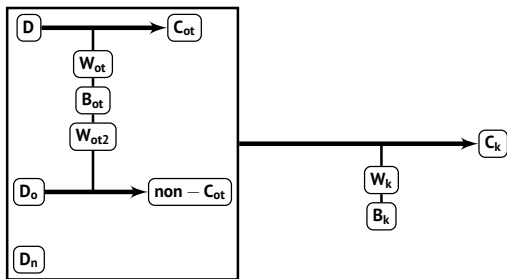 D C_ot
W_ot
B_ot
W_ot2
C_k
W_k
D_o non − C_ot
B_k
D_n